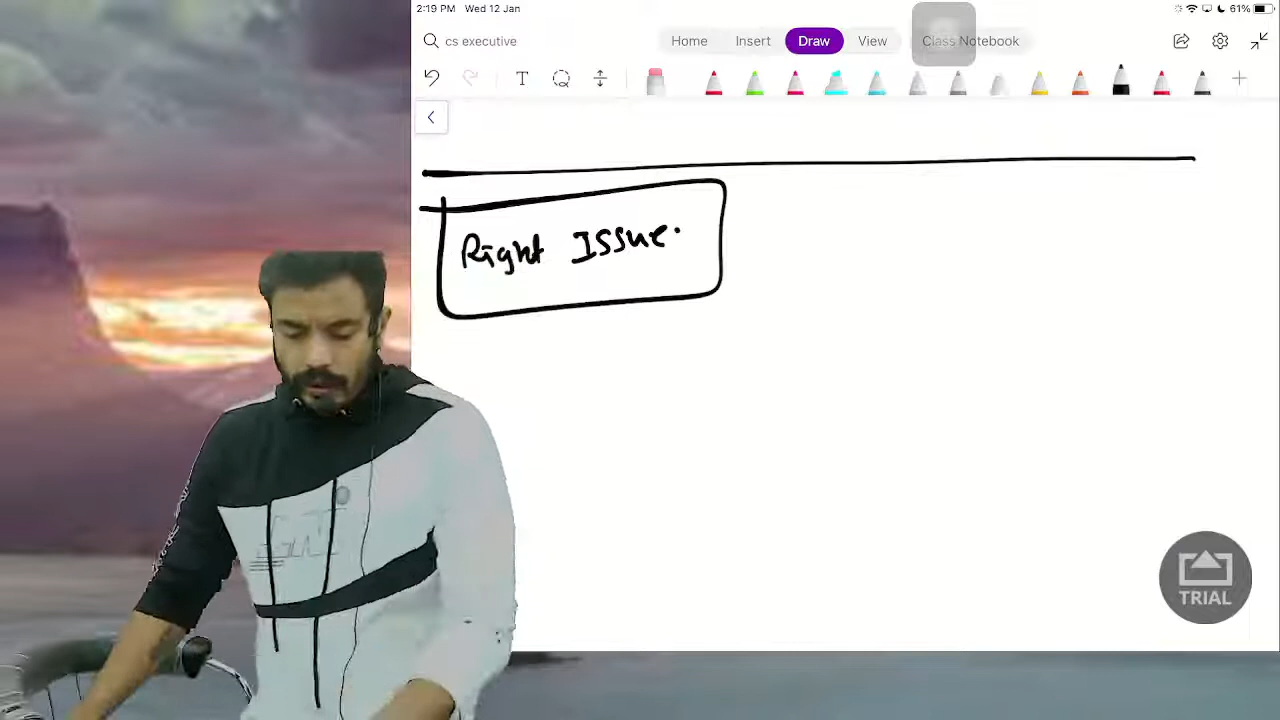 2:19 PM Wed 12 Jan
61%
cs executive
Home Insert Draw View Class Notebook
T
Right Issue.
TRIAL